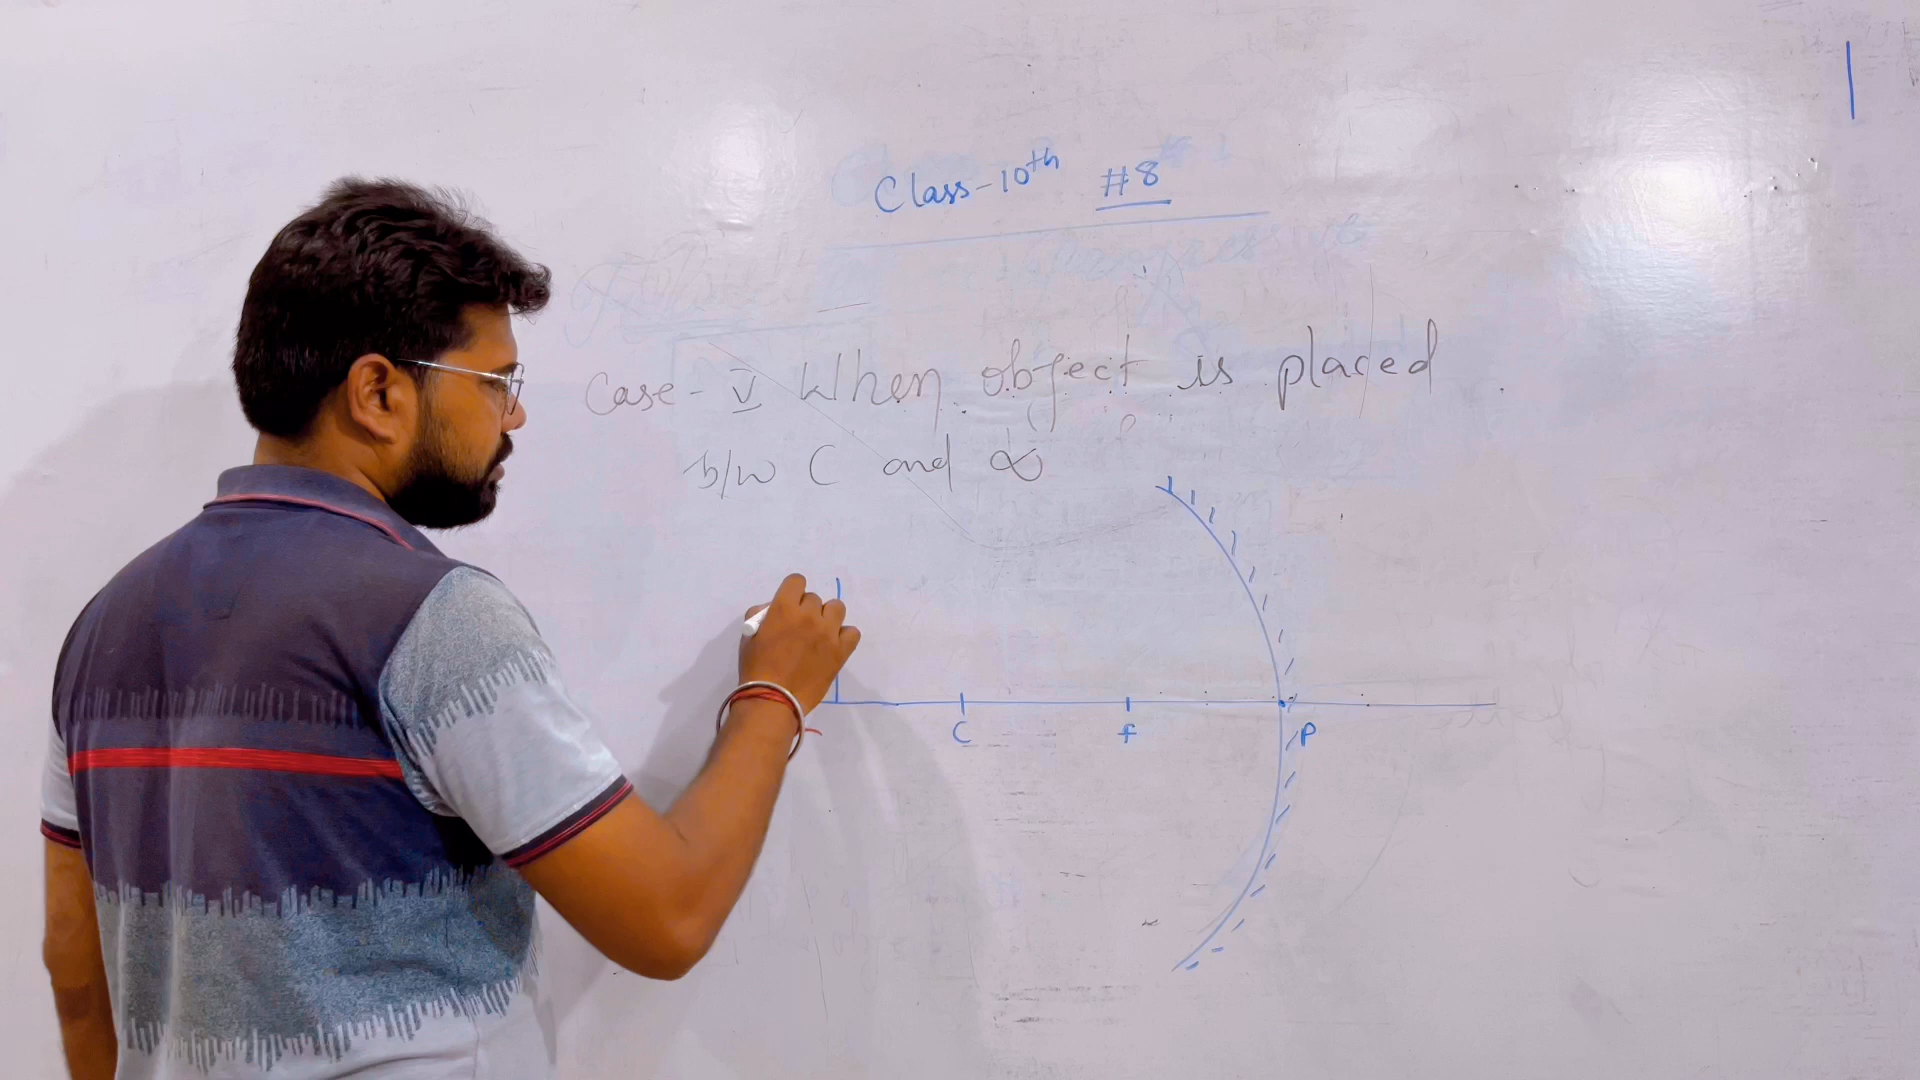 Class-10th #8
Case-V When object is placed
b/w C and ∞
C F P